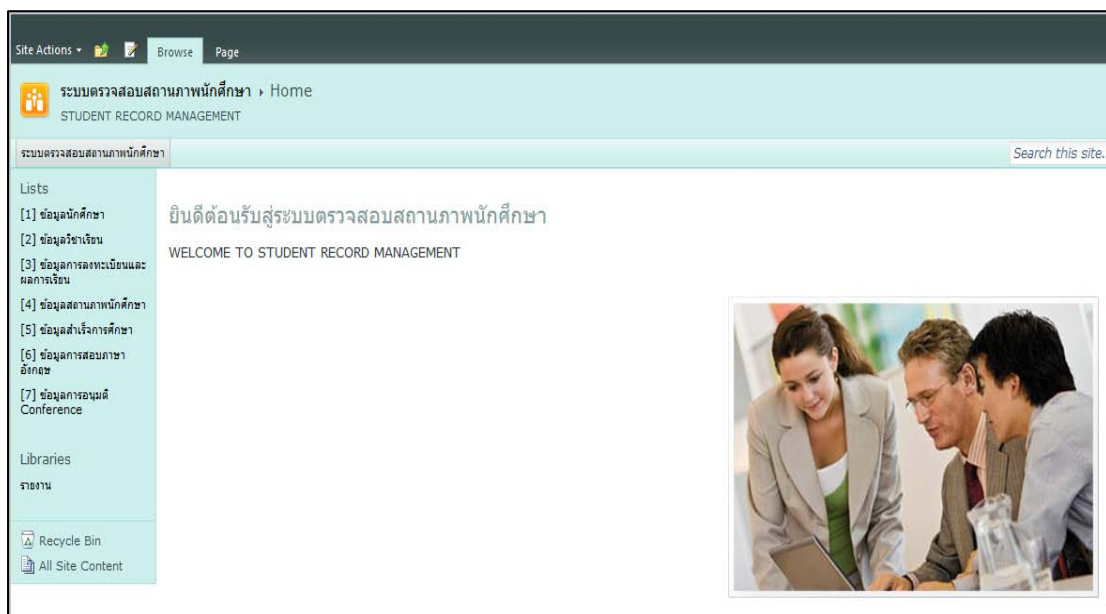 Site Actions Browse Page
ระบบตรวจสอบสถานภาพนักศึกษา Home
STUDENT RECORD MANAGEMENT
ระบบตรวจสอบสถานภาพนักศึกษา
Search this site.
Lists
[1] ข้อมูลนักศึกษา
[2] ข้อมูลวิชาเรียน
[3] ข้อมูลการลงทะเบียนและ
ผลการเรียน
[4] ข้อมูลสถานภาพนักศึกษา
[5] ข้อมูลสำเร็จการศึกษา
[6] ข้อมูลการสอบภาษา
อังกฤษ
[7] ข้อมูลการอนุมัติ
Conference
Libraries
รายงาน
Recycle Bin
All Site Content
ยินดีต้อนรับสู่ระบบตรวจสอบสถานภาพนักศึกษา
WELCOME TO STUDENT RECORD MANAGEMENT